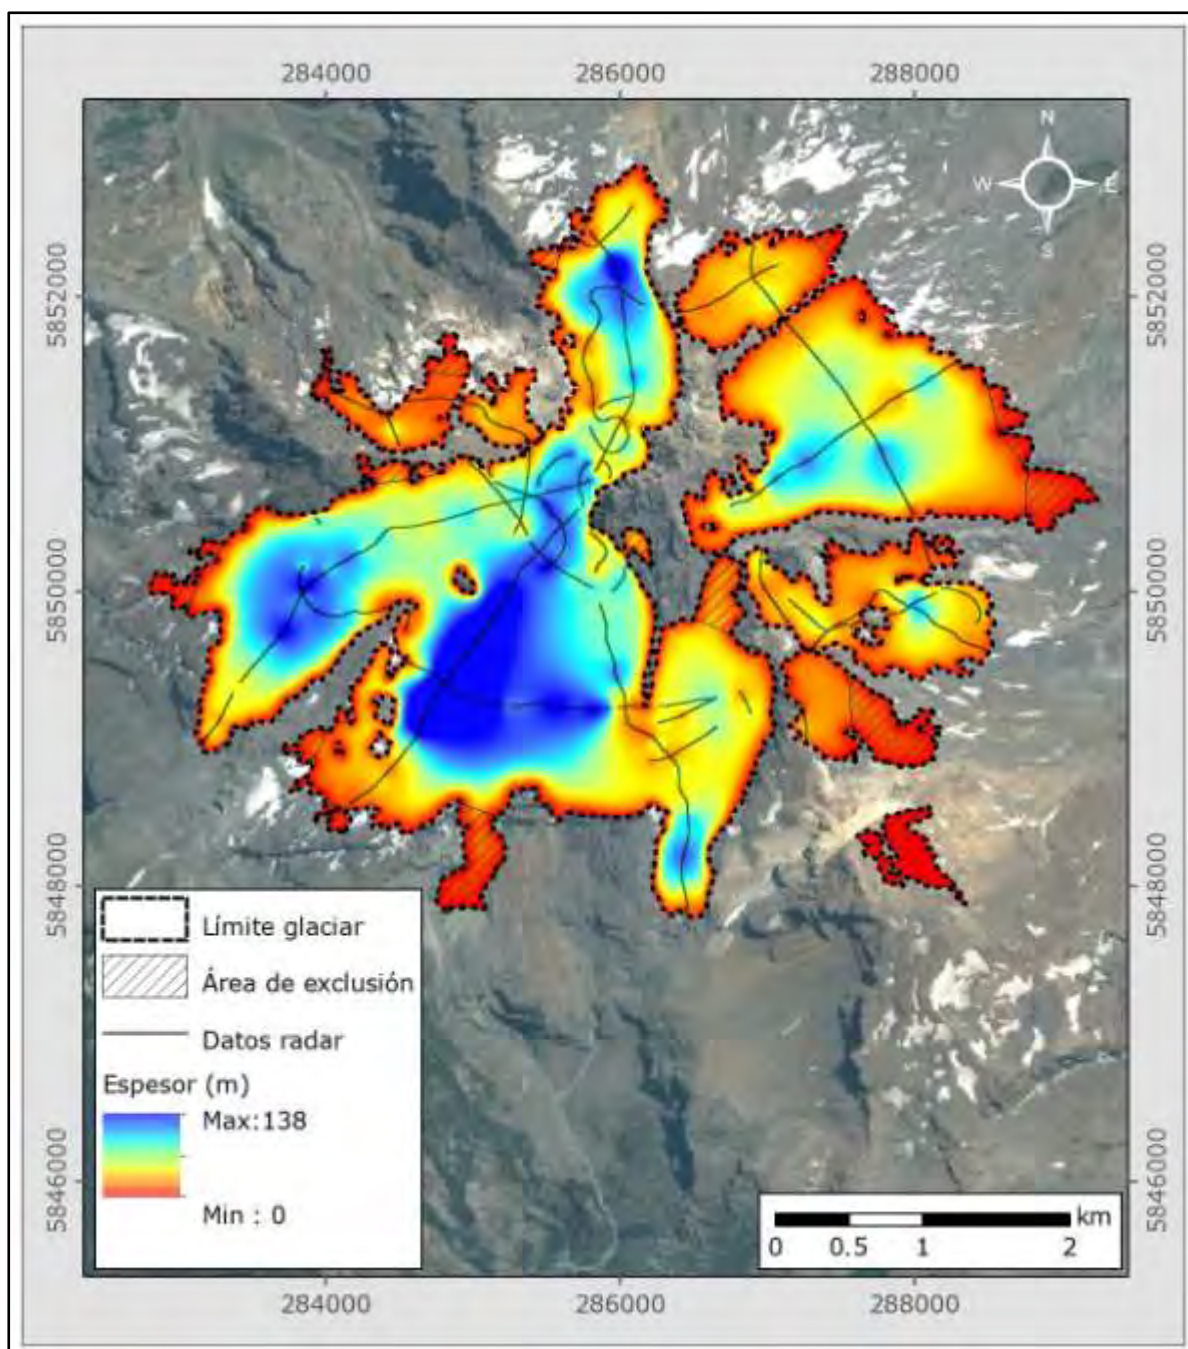 284000 286000 288000
N
W E
S
5852000 5852000
5850000 5850000
5848000 5848000
5846000 5846000
Límite glaciar
Área de exclusión
Datos radar
Espesor (m)
Max:138
Min : 0
km
0 0.5 1 2
284000 286000 288000